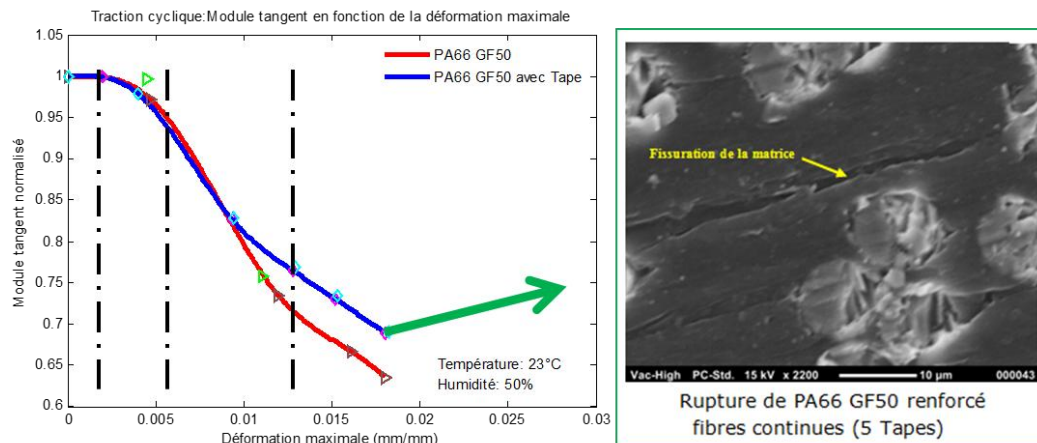 Traction cyclique:Module tangent en fonction de la déformation maximale
1.05
1
0.95
0.9
0.85
0.8
0.75
0.7
0.65
0.6
Module tangent normalisé
PA66 GF50
PA66 GF50 avec Tape
Température: 23°C
Humidité: 50%
0
0.005
0.01
0.015
0.02
0.025
0.03
Déformation maximale (mm/mm)
Fissuration de la matrice
Vac-High PC-Std. 15 kV x 2200 10 µm 000043
Rupture de PA66 GF50 renforcé
fibres continues (5 Tapes)